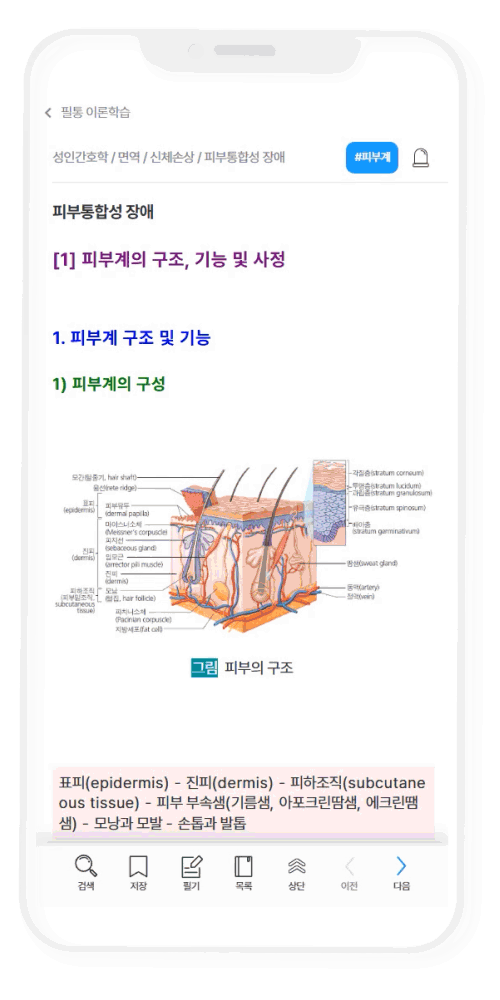 필통 이론학습
성인간호학 / 면역 / 신체손상 / 피부통합성 장애
#피부계
피부통합성 장애
[1] 피부계의 구조, 기능 및 사정
1. 피부계 구조 및 기능
1) 피부계의 구성
모간(털줄기, hair shaft)
융선(rete ridge)
표피
(epidermis)
피부유두
(dermal papilla)
마이스너소체
(Meissner's corpuscle)
피지선
(sebaceous gland)
진피
(dermis)
입모근
(arrector pili muscle)
진피
(dermis)
피하조직
(피부밑조직,
subcutaneous
tissue)
모낭
(털집, hair follicle)
파치니소체
(Pacinian corpuscle)
지방세포(fat cell)
각질층(stratum corneum)
투명층(stratum lucidum)
과립층(stratum granulosum)
유극층(stratum spinosum)
배아층
(stratum germinativum)
땀샘(sweat gland)
동맥(artery)
정맥(vein)
그림 피부의 구조
표피(epidermis) - 진피(dermis) - 피하조직(subcutane
ous tissue) - 피부 부속샘(기름샘, 아포크린땀샘, 에크린땜
샘) - 모낭과 모발 - 손톱과 발톱
검색
저장
필기
목록
상단
이전
다음